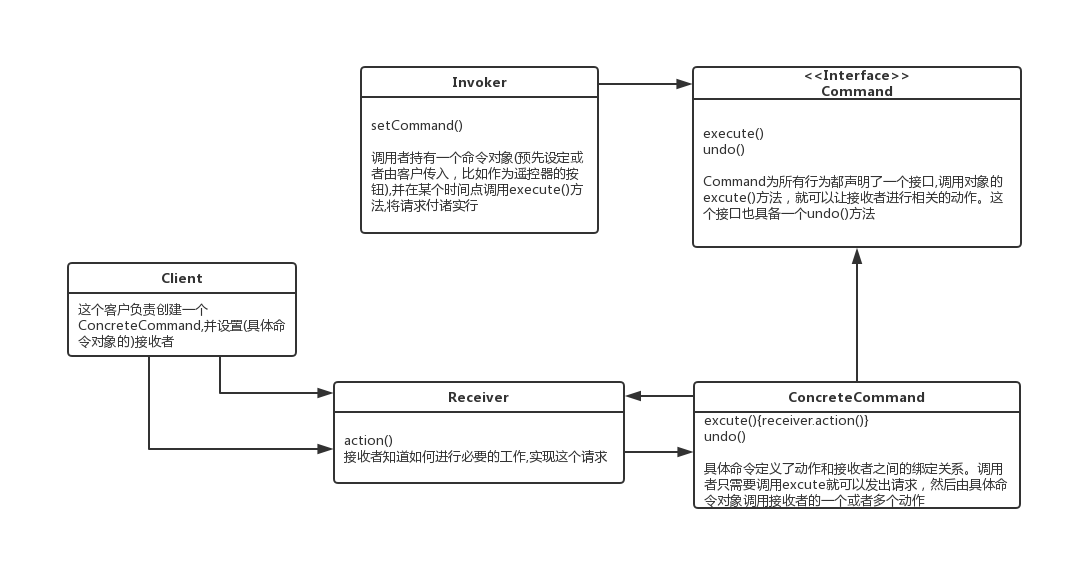 Invoker
setCommand()
调用者持有一个命令对象(预先设定或
者由客户传入，比如作为遥控器的按
钮),并在某个时间点调用execute()方
法,将请求付诸实行
<<Interface>>
Command
execute()
undo()
Command为所有行为都声明了一个接口,调用对象的
excute()方法，就可以让接收者进行相关的动作。这
个接口也具备一个undo()方法
Client
这个客户负责创建一个
ConcreteCommand,并设置(具体命
令对象的)接收者
Receiver
action()
接收者知道如何进行必要的工作,实现这个请求
ConcreteCommand
excute(){receiver.action()}
undo()
具体命令定义了动作和接收者之间的绑定关系。调用
者只需要调用excute就可以发出请求，然后由具体命
令对象调用接收者的一个或者多个动作